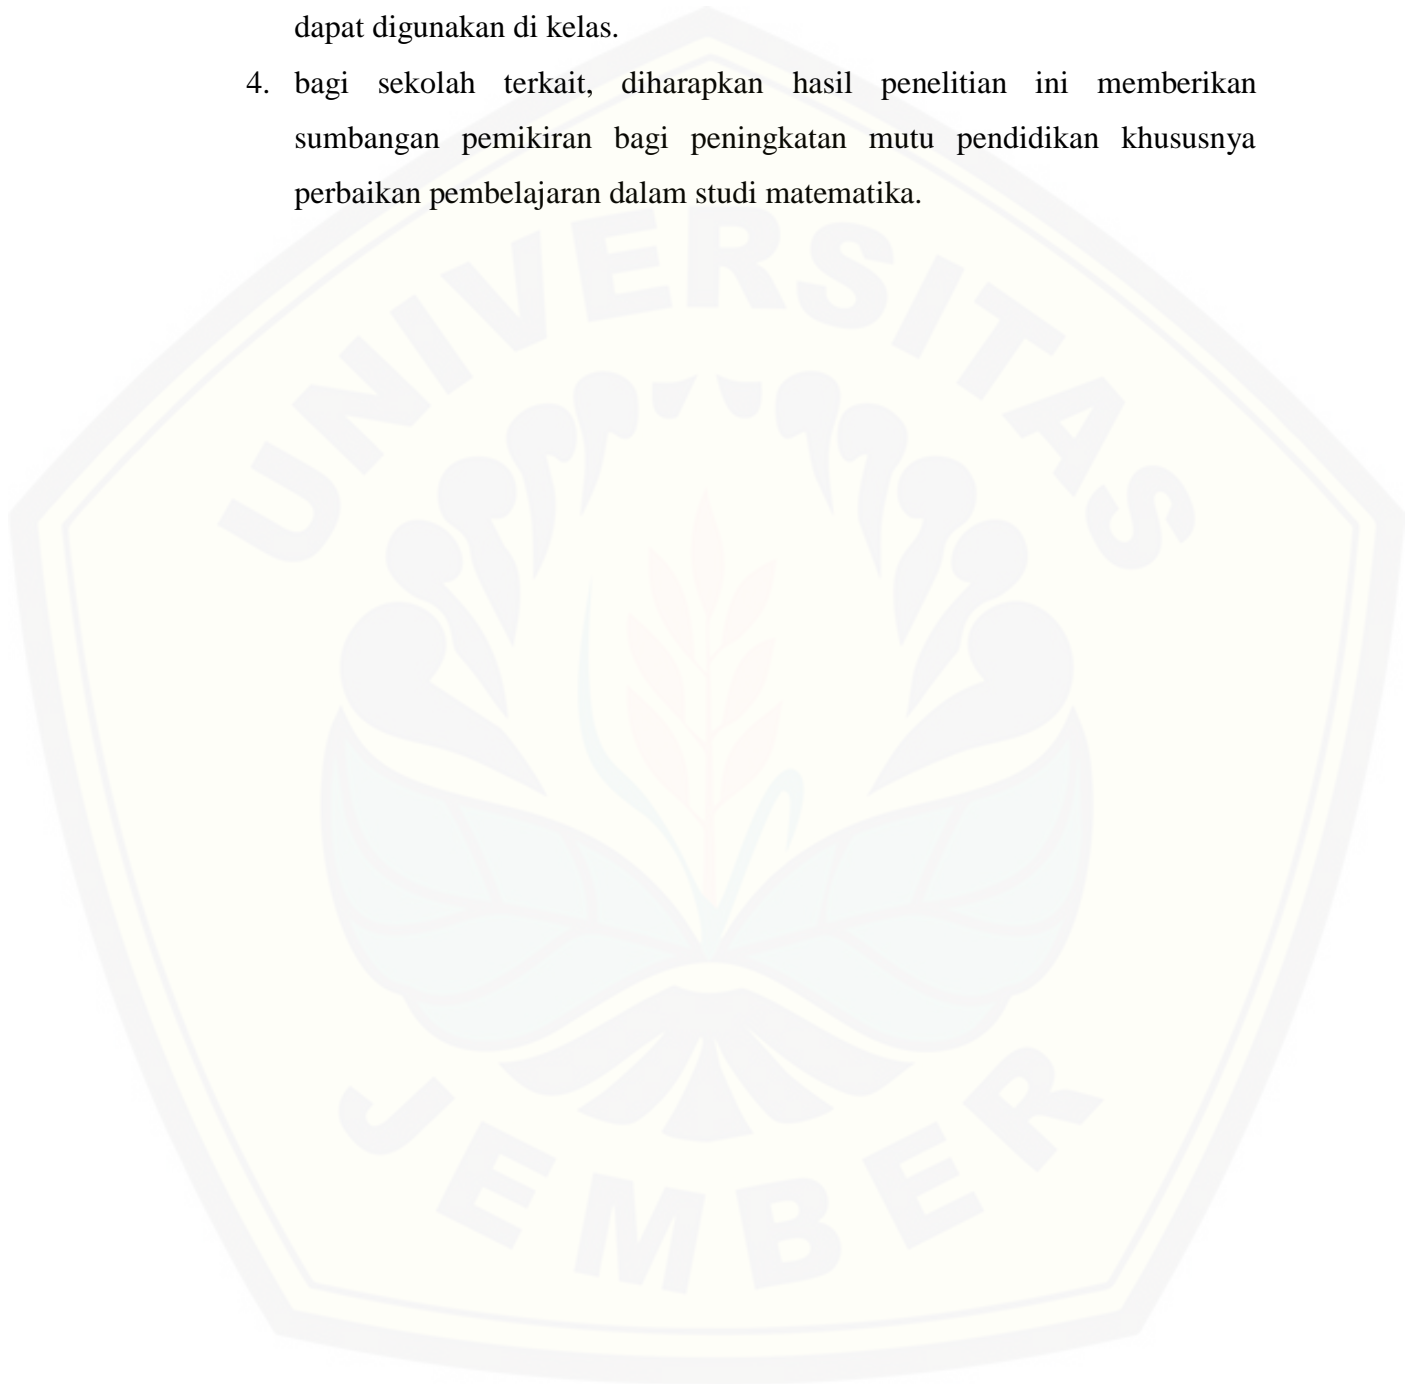 dapat digunakan di kelas.
4. bagi sekolah terkait, diharapkan hasil penelitian ini memberikan
sumbangan pemikiran bagi peningkatan mutu pendidikan khususnya
perbaikan pembelajaran dalam studi matematika.
UNIVERSITAS
JEMBER